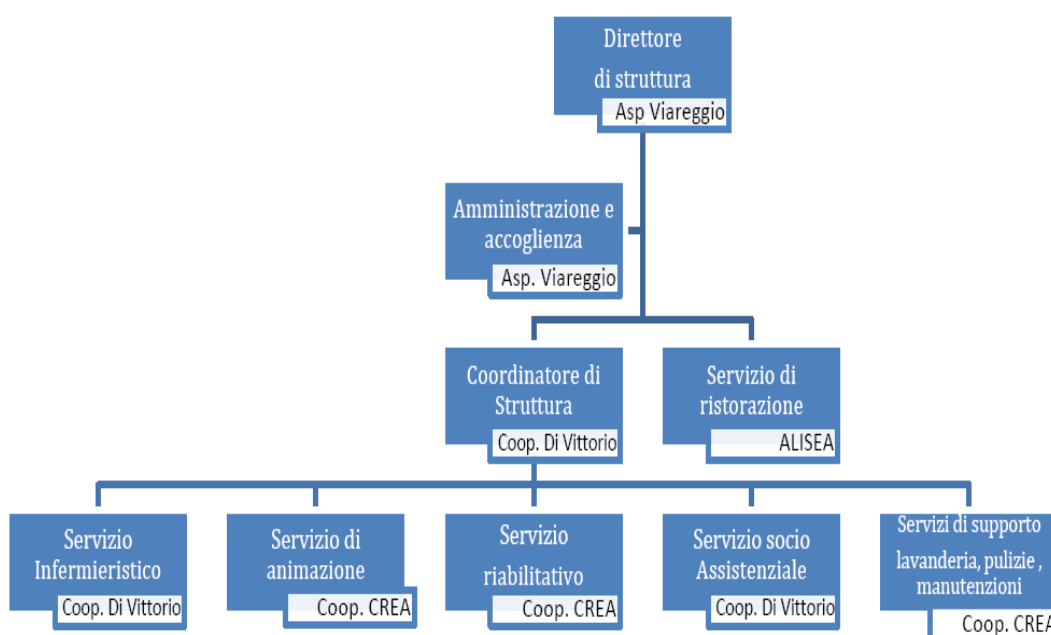 Direttore
di struttura
Asp Viareggio
Amministrazione e
accoglienza
Asp. Viareggio
Coordinatore di
Struttura
Coop. Di Vittorio
Servizio di
ristorazione
ALISEA
Servizio
Infermieristico
Coop. Di Vittorio
Servizio di
animazione
Coop. CREA
Servizio
riabilitativo
Coop. CREA
Servizio socio
Assistenziale
Coop. Di Vittorio
Servizi di supporto
lavanderia, pulizie ,
manutenzioni
Coop. CREA